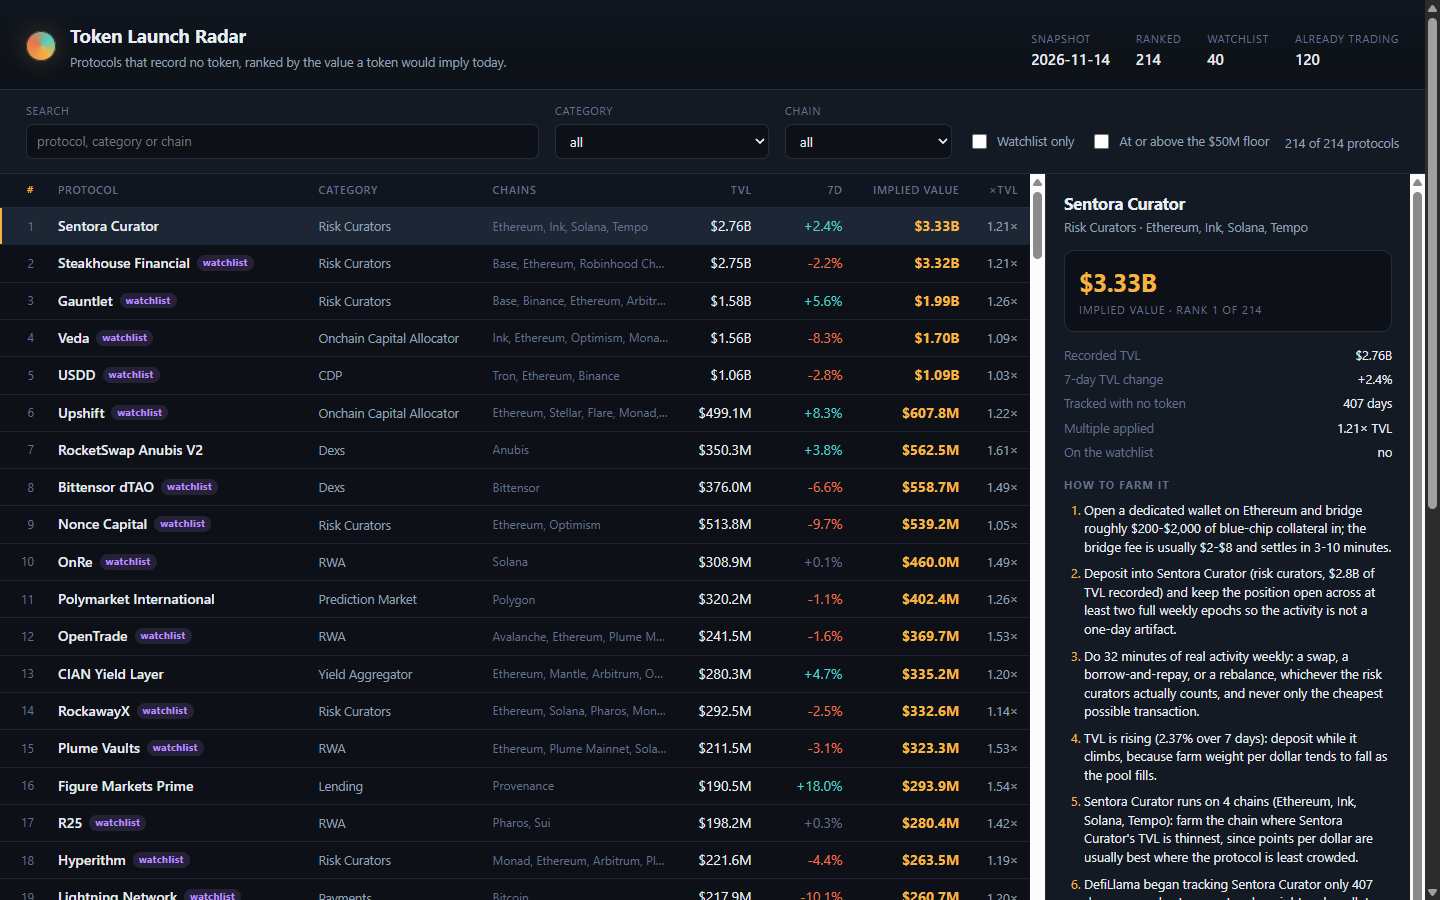 Token Launch Radar
Protocols that record no token, ranked by the value a token would imply today.
SNAPSHOT RANKED WATCHLIST ALREADY TRADING
2026-11-14 214 40 120
SEARCH CATEGORY CHAIN
protocol, category or chain all all Watchlist only At or above the $50M floor 214 of 214 protocols
# PROTOCOL CATEGORY CHAINS TVL 7D IMPLIED VALUE ×TVL
1 Sentora Curator Risk Curators Ethereum, Ink, Solana, Tempo $2.76B +2.4% $3.33B 1.21×
2 Steakhouse Financial watchlist Risk Curators Base, Ethereum, Robinhood Ch... $2.75B -2.2% $3.32B 1.21×
3 Gauntlet watchlist Risk Curators Base, Binance, Ethereum, Arbitr... $1.58B +5.6% $1.99B 1.26×
4 Veda watchlist Onchain Capital Allocator Ink, Ethereum, Optimism, Mona... $1.56B -8.3% $1.70B 1.09×
5 USDD watchlist CDP Tron, Ethereum, Binance $1.06B -2.8% $1.09B 1.03×
6 Upshift watchlist Onchain Capital Allocator Ethereum, Stellar, Flare, Monad,... $499.1M +8.3% $607.8M 1.22×
7 RocketSwap Anubis V2 Dexs Anubis $350.3M +3.8% $562.5M 1.61×
8 Bittensor dTAO watchlist Dexs Bittensor $376.0M -6.6% $558.7M 1.49×
9 Nonce Capital watchlist Risk Curators Ethereum, Optimism $513.8M -9.7% $539.2M 1.05×
10 OnRe watchlist RWA Solana $308.9M +0.1% $460.0M 1.49×
11 Polymarket International Prediction Market Polygon $320.2M -1.1% $402.4M 1.26×
12 OpenTrade watchlist RWA Avalanche, Ethereum, Plume M... $241.5M -1.6% $369.7M 1.53×
13 CIAN Yield Layer Yield Aggregator Ethereum, Mantle, Arbitrum, O... $280.3M +4.7% $335.2M 1.20×
14 RockawayX watchlist Risk Curators Ethereum, Solana, Pharos, Mon... $292.5M -2.5% $332.6M 1.14×
15 Plume Vaults watchlist RWA Ethereum, Plume Mainnet, Sola... $211.5M -3.1% $323.3M 1.53×
16 Figure Markets Prime Lending Provenance $190.5M +18.0% $293.9M 1.54×
17 R25 watchlist RWA Pharos, Sui $198.2M +0.3% $280.4M 1.42×
18 Hyperithm watchlist Risk Curators Monad, Ethereum, Arbitrum, Pl... $221.6M -4.4% $263.5M 1.19×
19 Lightning Network watchlist Payments Bitcoin $217.9M -10.1% $260.7M 1.20×
Sentora Curator
Risk Curators · Ethereum, Ink, Solana, Tempo
$3.33B
IMPLIED VALUE · RANK 1 OF 214
Recorded TVL $2.76B
7-day TVL change +2.4%
Tracked with no token 407 days
Multiple applied 1.21× TVL
On the watchlist no
HOW TO FARM IT
1. Open a dedicated wallet on Ethereum and bridge
roughly $200-$2,000 of blue-chip collateral in; the
bridge fee is usually $2-$8 and settles in 3-10 minutes.
2. Deposit into Sentora Curator (risk curators, $2.8B of
TVL recorded) and keep the position open across at
least two full weekly epochs so the activity is not a
one-day artifact.
3. Do 32 minutes of real activity weekly: a swap, a
borrow-and-repay, or a rebalance, whichever the risk
curators actually counts, and never only the cheapest
possible transaction.
4. TVL is rising (2.37% over 7 days): deposit while it
climbs, because farm weight per dollar tends to fall as
the pool fills.
5. Sentora Curator runs on 4 chains (Ethereum, Ink,
Solana, Tempo): farm the chain where Sentora
Curator's TVL is thinnest, since points per dollar are
usually best where the protocol is least crowded.
6. DefiLlama began tracking Sentora Curator only 407